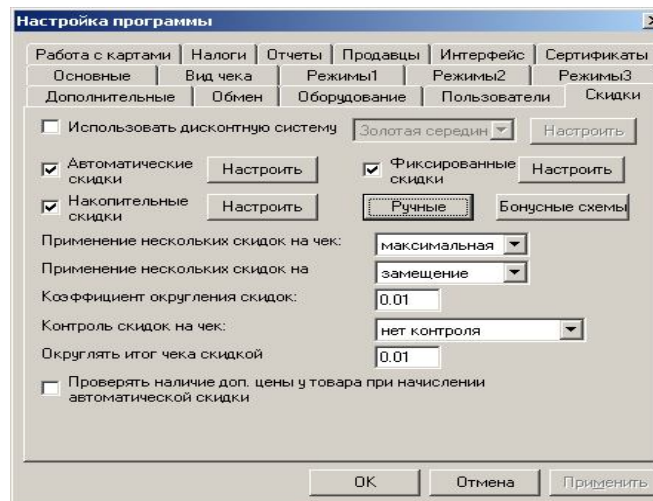 Настройка программы
Работа с картами Налоги Отчеты Продавцы Интерфейс Сертификаты
Основные Вид чека Режимы1 Режимы2 Режимы3
Дополнительные Обмен Оборудование Пользователи Скидки
Использовать дисконтную систему Золотая середин Настроить
Автоматические скидки Настроить Фиксированные скидки Настроить
Накопительные скидки Настроить Ручные Бонусные схемы
Применение нескольких скидок на чек: максимальная
Применение нескольких скидок на замещение
Коэффициент округления скидок: 0.01
Контроль скидок на чек: нет контроля
Округлять итог чека скидкой 0.01
Проверять наличие доп. цены у товара при начислении
автоматической скидки
OK Отмена Применить